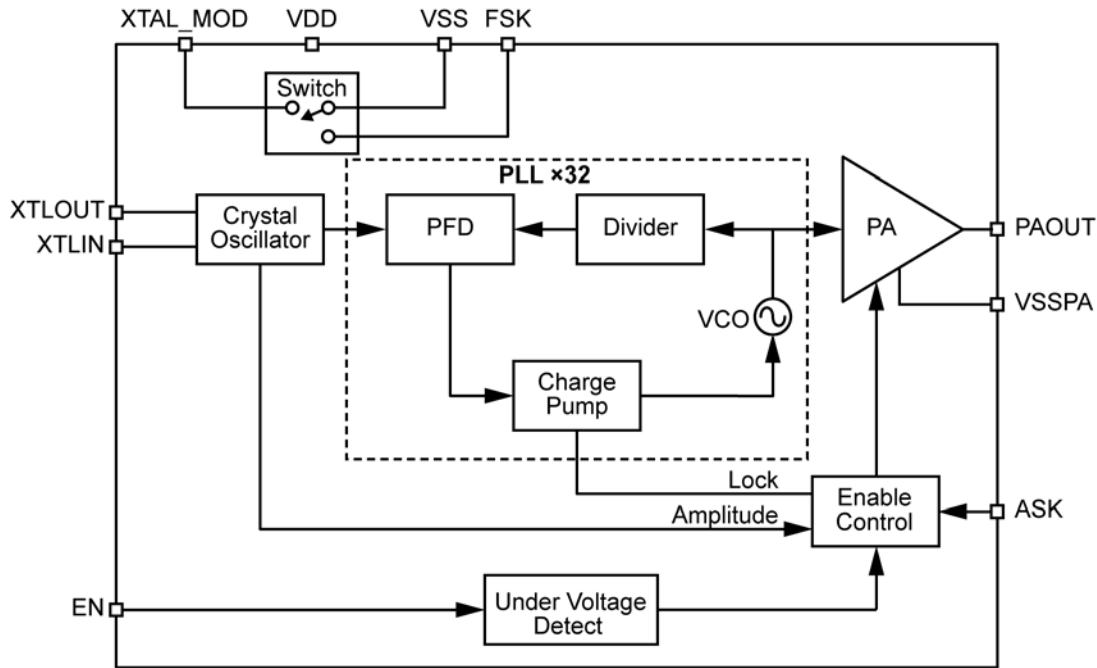 XTAL_MOD VDD VSS FSK
Switch
PLL ×32
XTLOUT
XTLIN
Crystal
Oscillator
PFD
Divider
PA
PAOUT
VSSPA
VCO
Charge
Pump
Lock
Amplitude
Enable
Control
ASK
EN
Under Voltage
Detect